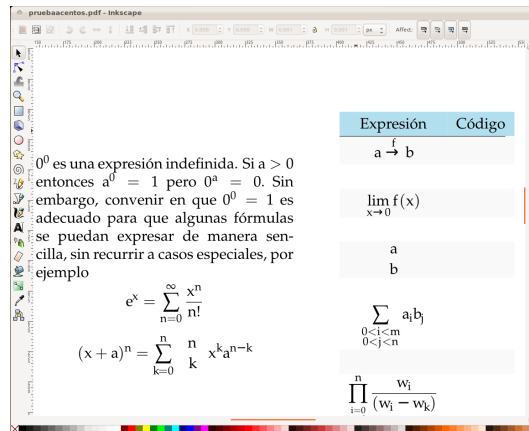 pruebaacentos.pdf - Inkscape
Affect:
px
0⁰ es una expresión indefinida. Si a > 0
entonces a⁰ = 1 pero 0ᵃ = 0. Sin
embargo, convenir en que 0⁰ = 1 es
adecuado para que algunas fórmulas
se puedan expresar de manera sen-
cilla, sin recurrir a casos especiales, por
ejemplo
eˣ = ∑_{n=0}^{∞} xⁿ/n!
(x + a)ⁿ = ∑_{k=0}^{n} n k xᵏaⁿ⁻ᵏ
Expresión Código
a →^f b
lim_{x→0} f(x)
a
b
∑_{0<i<m 0<j<n} aᵢbⱼ
∏_{i=0}^{n} wᵢ/(wᵢ − wₖ)